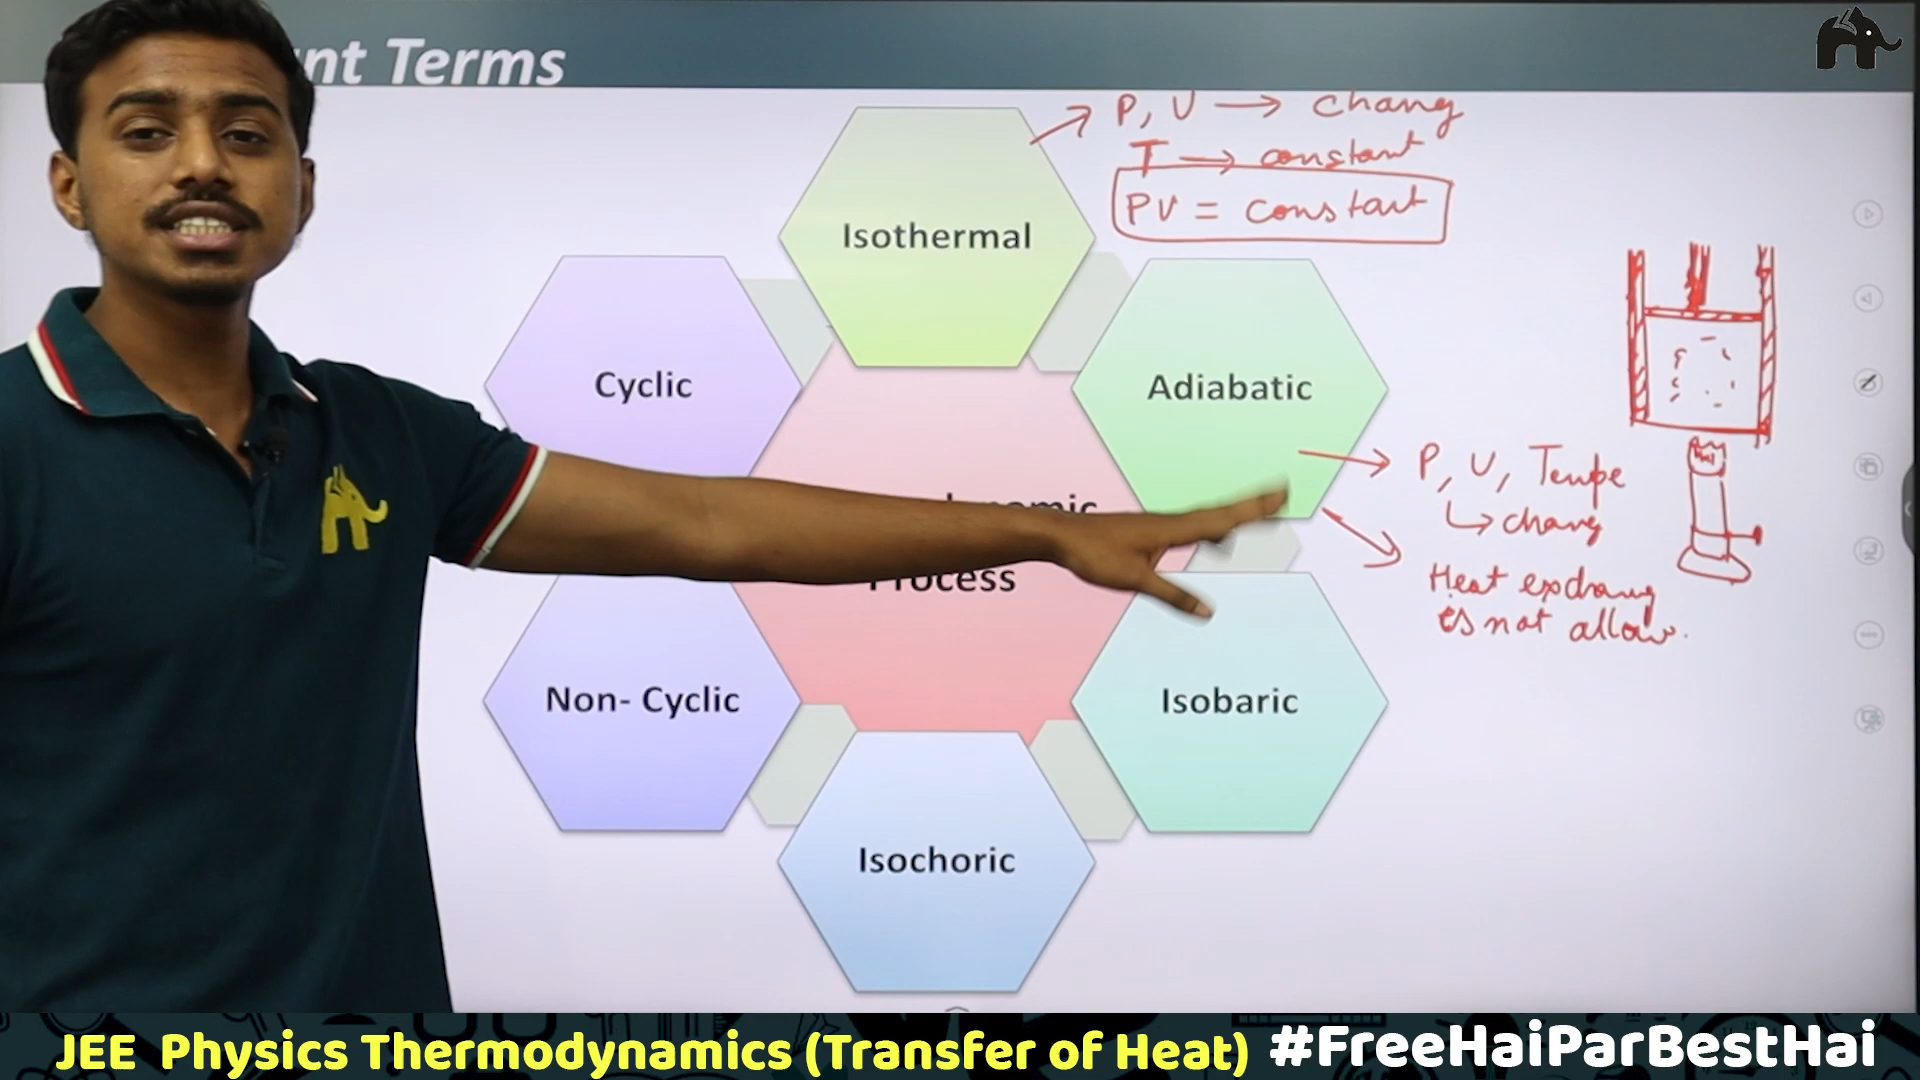 nt Terms
P, V → chang
T → constant
PV = constant
Isothermal
Cyclic
Adiabatic
P, V, Tempe
↳ chang
Heat exchang
is not allow.
Process
Non- Cyclic
Isobaric
Isochoric
JEE Physics Thermodynamics (Transfer of Heat) #FreeHaiParBestHai